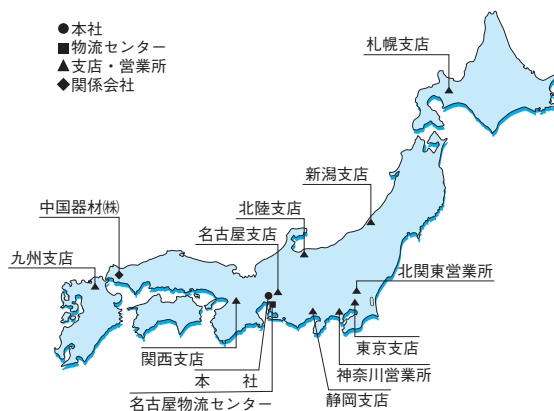 ●本社
■物流センター
▲支店・営業所
◆関係会社
札幌支店
新潟支店
中国器材㈱
北陸支店
名古屋支店
九州支店
北関東営業所
関西支店
東京支店
本　社
神奈川営業所
名古屋物流センター
静岡支店